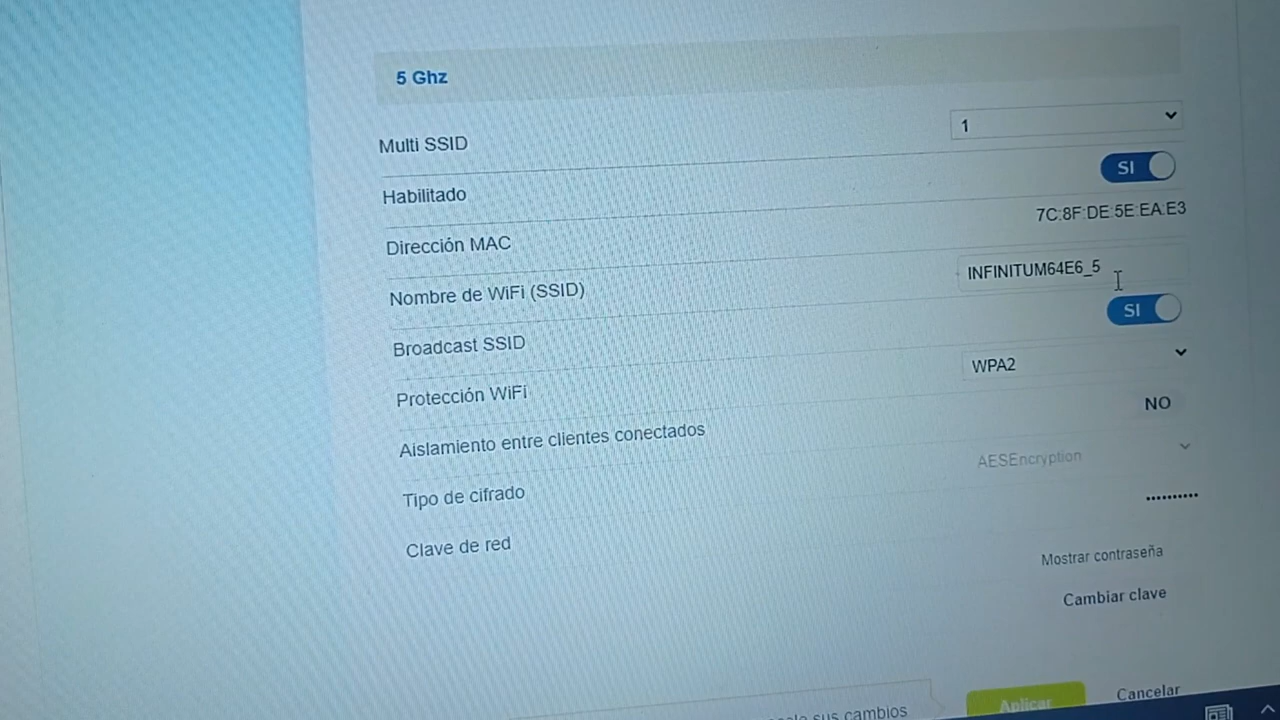 5 Ghz
Multi SSID 1
Habilitado SI
Dirección MAC 7C:8F:DE:5E:EA:E3
Nombre de WiFi (SSID) INFINITUM64E6_5
Broadcast SSID SI
Protección WiFi WPA2
Aislamiento entre clientes conectados NO
Tipo de cifrado AESEncryption
Clave de red ••••••••••
Mostrar contraseña
Cambiar clave
sus cambios Aplicar Cancelar